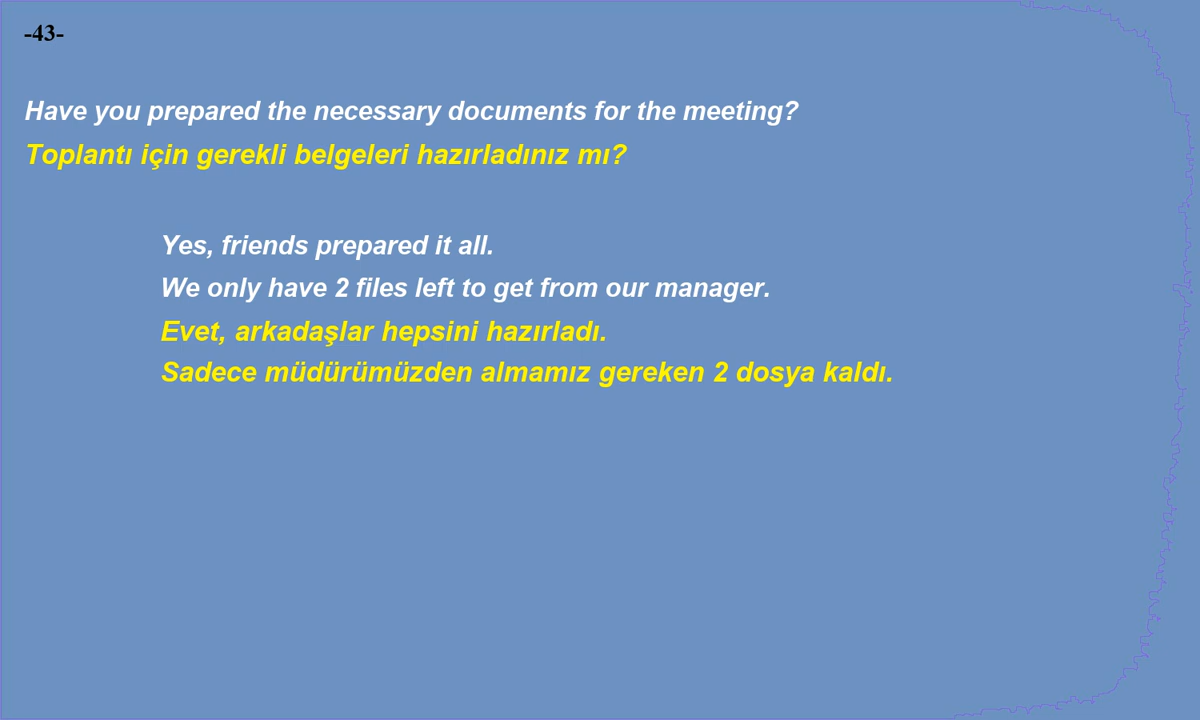 -43-
Have you prepared the necessary documents for the meeting?
Toplantı için gerekli belgeleri hazırladınız mı?
Yes, friends prepared it all.
We only have 2 files left to get from our manager.
Evet, arkadaşlar hepsini hazırladı.
Sadece müdürümüzden almamız gereken 2 dosya kaldı.